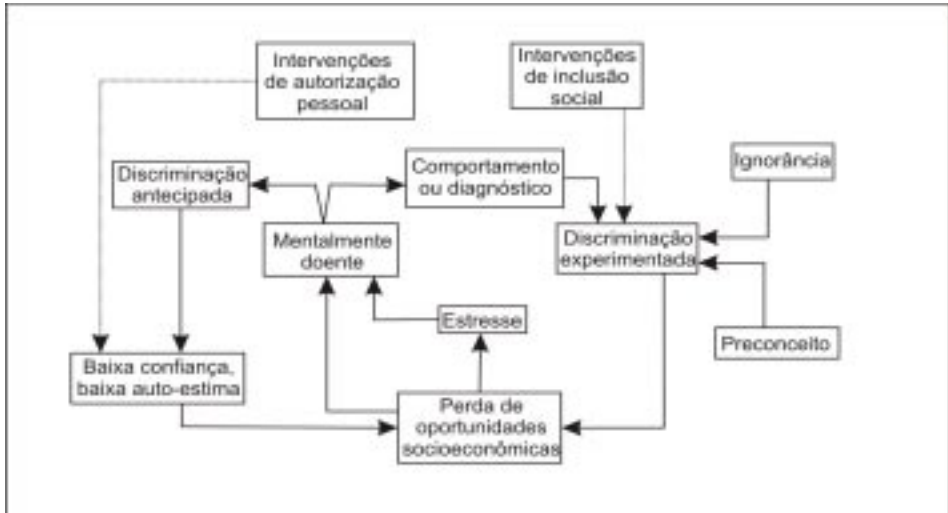 Intervenções
de autorização
pessoal
Intervenções
de inclusão
social
Discriminação
antecipada
Comportamento
ou diagnóstico
Ignorância
Mentalmente
doente
Discriminação
experimentada
Estresse
Preconceito
Baixa confiança,
baixa auto-estima
Perda de
oportunidades
socioeconômicas